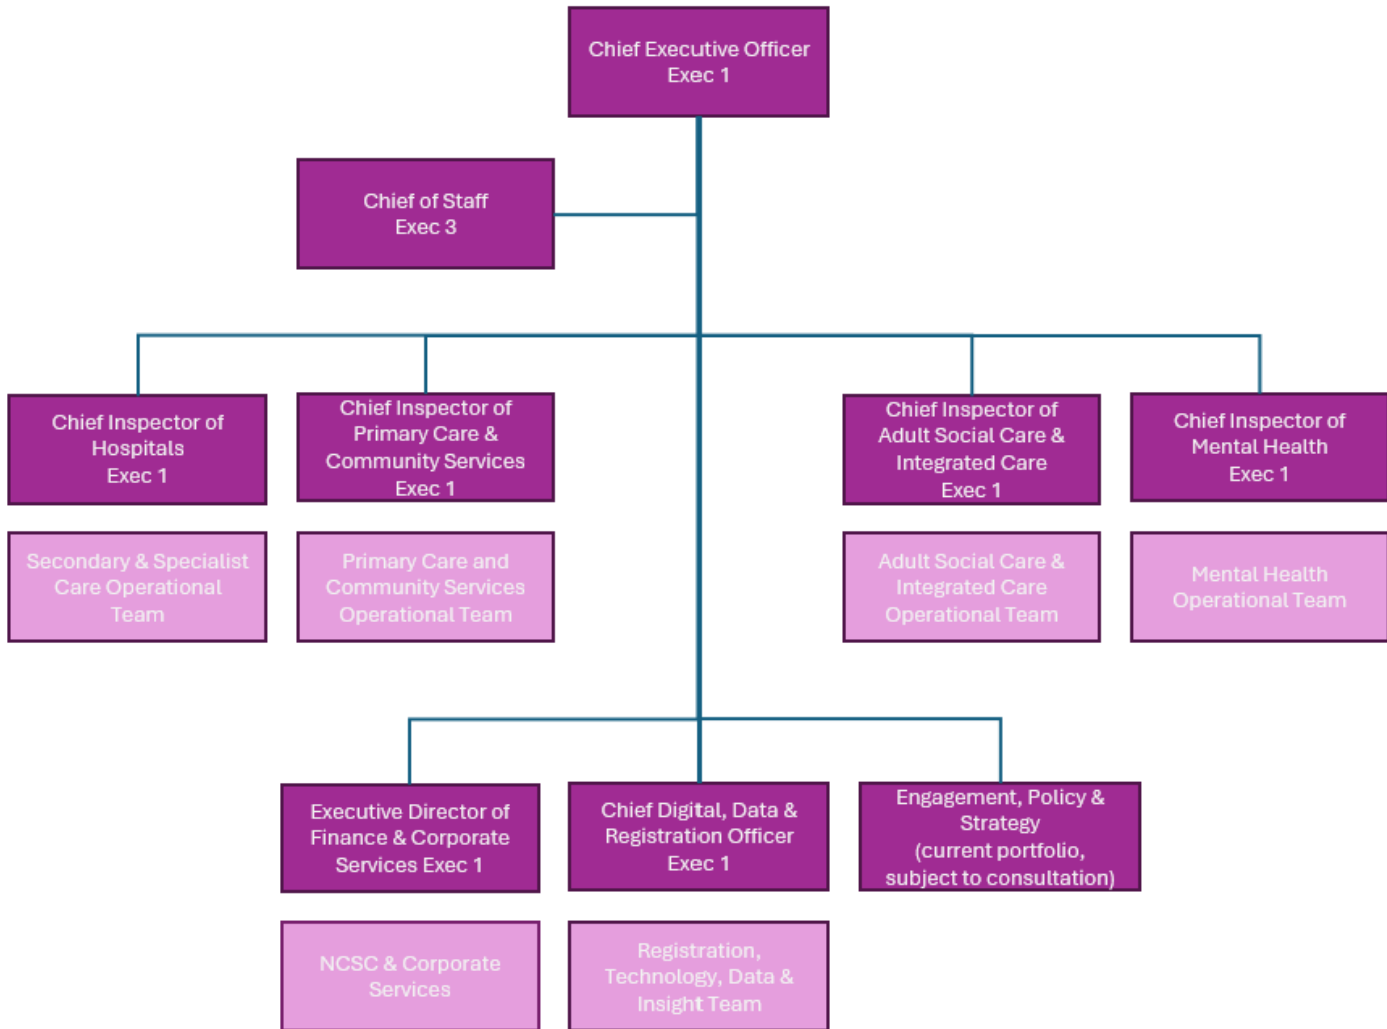 Chief Executive Officer
Exec 1
Chief of Staff
Exec 3
Chief Inspector of
Hospitals
Exec 1
Chief Inspector of
Primary Care &
Community Services
Exec 1
Chief Inspector of
Adult Social Care &
Integrated Care
Exec 1
Chief Inspector of
Mental Health
Exec 1
Secondary & Specialist
Care Operational
Team
Primary Care and
Community Services
Operational Team
Adult Social Care &
Integrated Care
Operational Team
Mental Health
Operational Team
Executive Director of
Finance & Corporate
Services Exec 1
Chief Digital, Data &
Registration Officer
Exec 1
Engagement, Policy &
Strategy
(current portfolio,
subject to consultation)
NCSC & Corporate
Services
Registration,
Technology, Data &
Insight Team